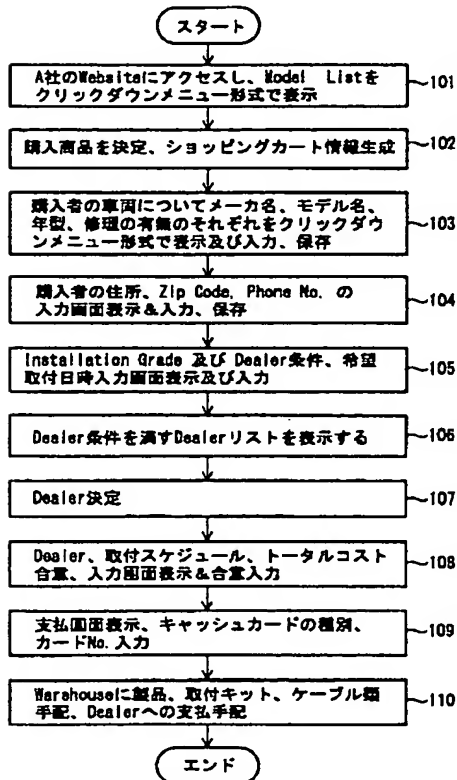 スタート
A社のWebsiteにアクセスし、Model Listを
クリックダウンメニュー形式で表示
101
購入商品を決定、ショッピングカート情報生成
102
購入者の車両についてメーカ名、モデル名、
年型、修理の有無のそれぞれをクリックダウ
ンメニュー形式で表示及び入力、保存
103
購入者の住所、Zip Code, Phone No. の
入力画面表示&入力、保存
104
Installation Grade 及び Dealer条件、希望
取付日時入力画面表示及び入力
105
Dealer条件を満すDealerリストを表示する
106
Dealer決定
107
Dealer、取付スケジュール、トータルコスト
合意、入力画面表示&合意入力
108
支払画面表示、キャッシュカードの種別、
カードNo.入力
109
Warehouseに製品、取付キット、ケーブル類
手配、Dealerへの支払手配
110
エンド